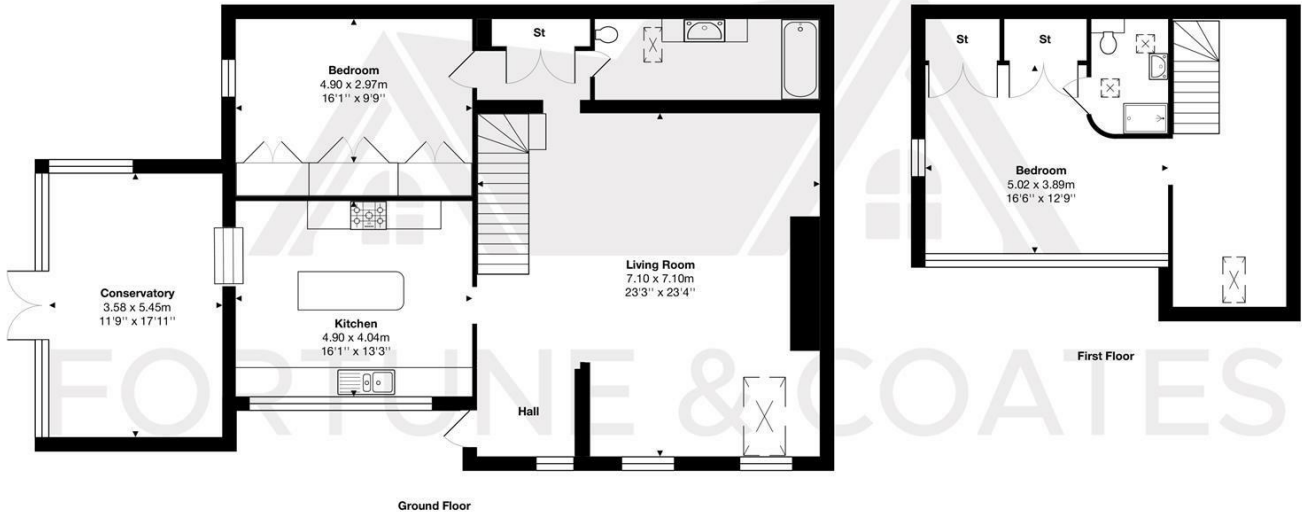 St
Bedroom
4.90 x 2.97m
16'1'' x 9'9''
Conservatory
3.58 x 5.45m
11'9'' x 17'11''
Kitchen
4.90 x 4.04m
16'1'' x 13'3''
Living Room
7.10 x 7.10m
23'3'' x 23'4''
Hall
Ground Floor
St
St
Bedroom
5.02 x 3.89m
16'6'' x 12'9''
First Floor
FORTUNE & COATES